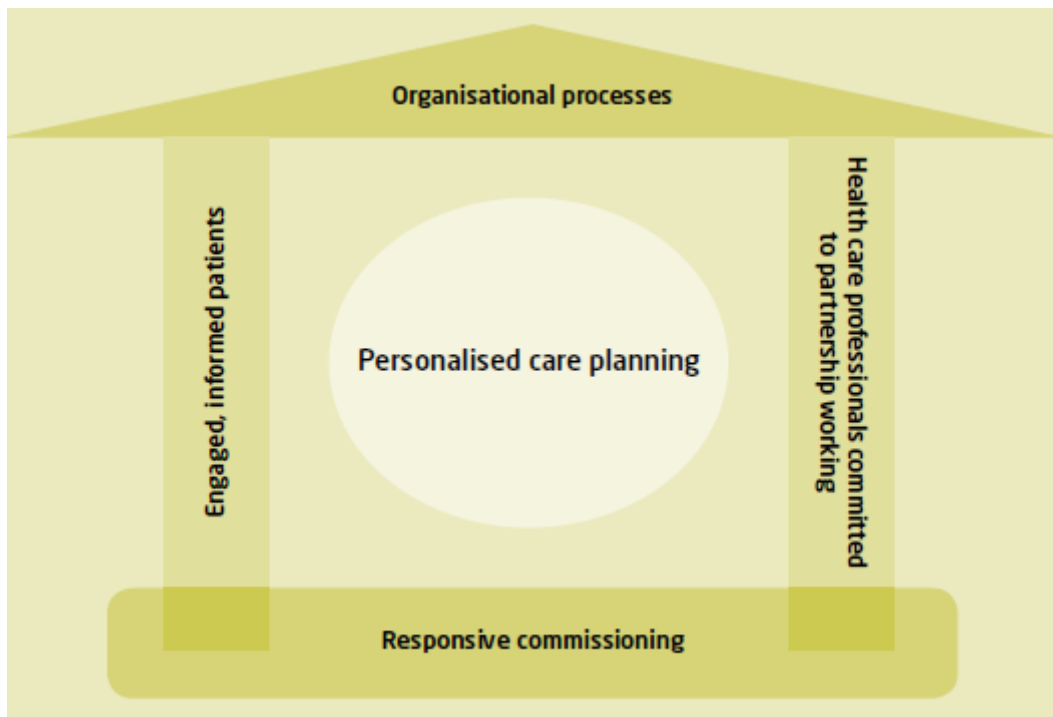 Organisational processes
Engaged, informed patients
Personalised care planning
Health care professionals committed
to partnership working
Responsive commissioning